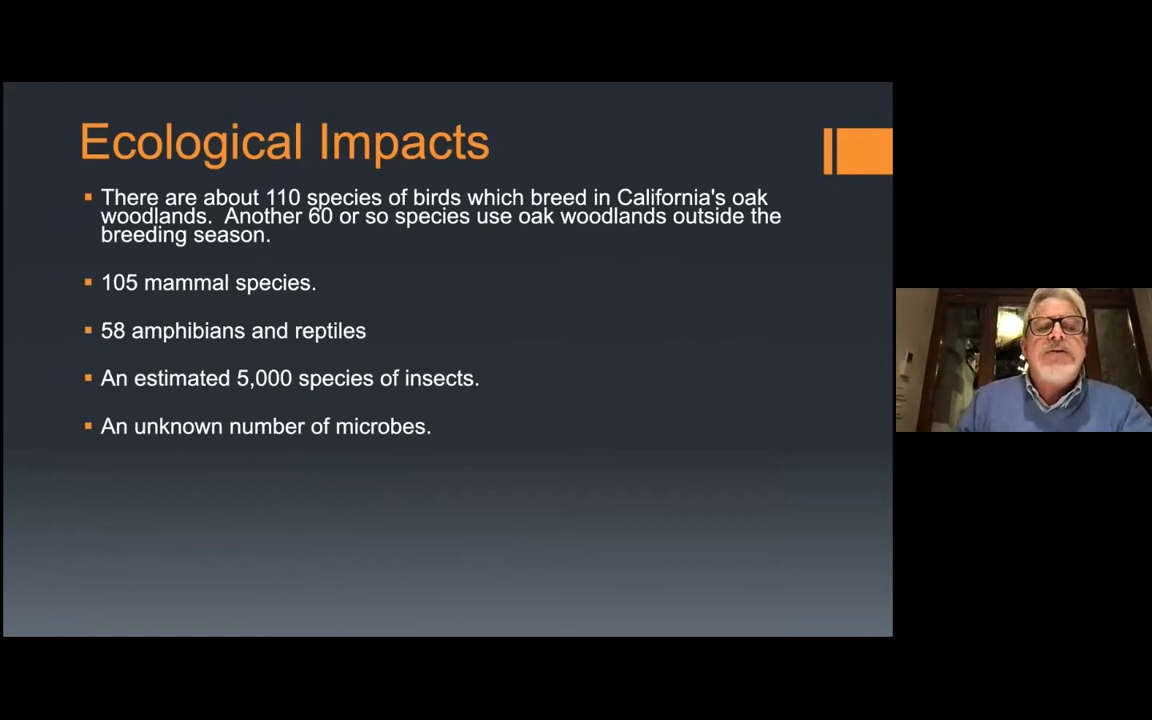 Ecological Impacts
There are about 110 species of birds which breed in California's oak
woodlands.  Another 60 or so species use oak woodlands outside the
breeding season.
105 mammal species.
58 amphibians and reptiles
An estimated 5,000 species of insects.
An unknown number of microbes.